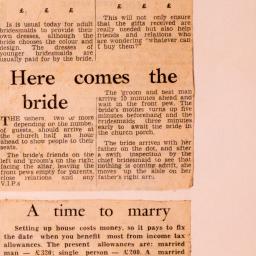 £ £ £
£ £ £
It is usual today for adult
bridesmaids to provide their
own dresses, although the
bride chooses the colour and
design. The dresses of
younger bridesmaids are
usually paid for by the bride.
This will not only ensure
that the gifts received are
really needed but also help
friends and relations who
are wondering "whatever can
I buy them?"
Here comes the
bride
THE ushers, two or more
depending on the number
of guests, should arrive at
the church half an hour
ahead to show people to their
seats.
The bride's friends on the
left and groom's on the right
facing the altar, leaving the
front pews empty for parents,
close relations and
V.I.P.s
The groom and best man
arrive 15 minutes ahead and
wait in the front pew. The
bride's mother turns up five
minutes beforehand and the
bridesmaids three minutes
early to await the bride in
the church porch.
The bride arrives with her
father on the dot, and after
a swift inspection by the
chief bridesmaid to see that
nothing is coming adrift, she
moves up the aisle on her
father's right arm.
A time to marry
Setting up house costs money, so it pays to fix
the date when you benefit most from income tax
allowances. The present allowances are: married
man — £320; single person — £200. A married